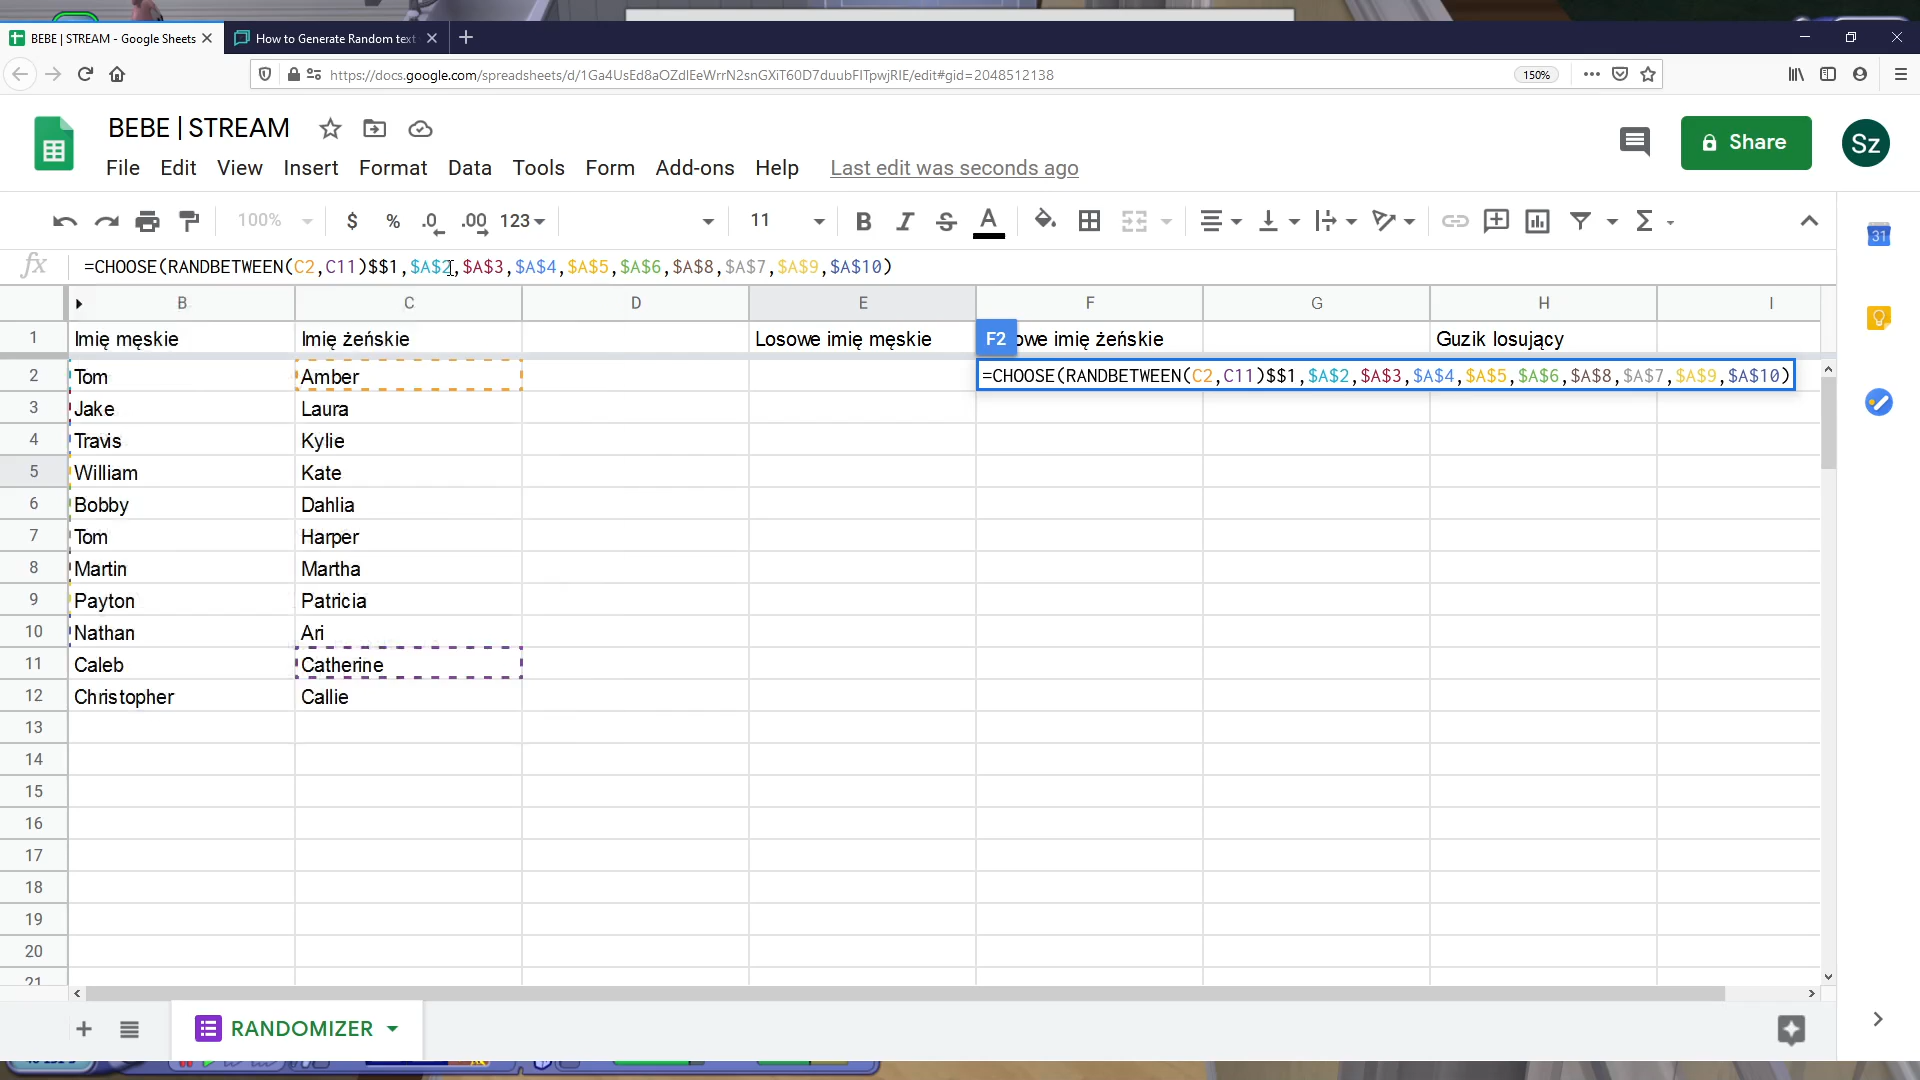 BEBE | STREAM - Google Sheets
How to Generate Random text
https://docs.google.com/spreadsheets/d/1Ga4UsEd8aOZdlEeWrrN2snGXiT60D7duubFITpwjRIE/edit#gid=2048512138
150%
BEBE | STREAM
Share
Sz
File Edit View Insert Format Data Tools Form Add-ons Help Last edit was seconds ago
100% $ % .0 .00 123 11 B I S A
31
fx =CHOOSE(RANDBETWEEN(C2,C11)$$1,$A$2,$A$3,$A$4,$A$5,$A$6,$A$8,$A$7,$A$9,$A$10)
B C D E F G H I
1 Imię męskie Imię żeńskie Losowe imię męskie F2 owe imię żeńskie Guzik losujący
2 Tom Amber =CHOOSE(RANDBETWEEN(C2,C11)$$1,$A$2,$A$3,$A$4,$A$5,$A$6,$A$8,$A$7,$A$9,$A$10)
3 Jake Laura
4 Travis Kylie
5 William Kate
6 Bobby Dahlia
7 Tom Harper
8 Martin Martha
9 Payton Patricia
10 Nathan Ari
11 Caleb Catherine
12 Christopher Callie
13
14
15
16
17
18
19
20
21
RANDOMIZER